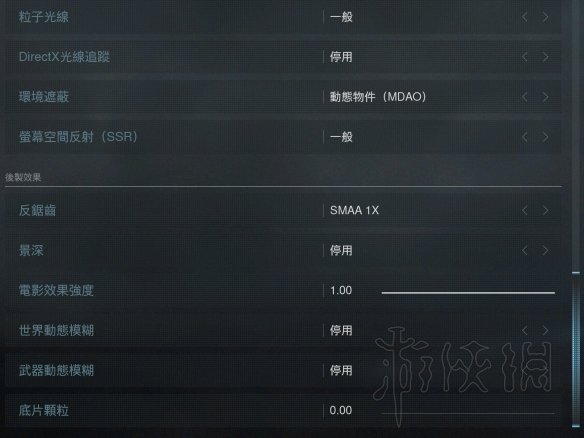 粒子光線 一般
DirectX光線追蹤 停用
環境遮蔽 動態物件（MDAO）
螢幕空間反射（SSR） 一般
後製效果
反鋸齒 SMAA 1X
景深 停用
電影效果強度 1.00
世界動態模糊 停用
武器動態模糊 停用
游俠網
底片顆粒 0.00